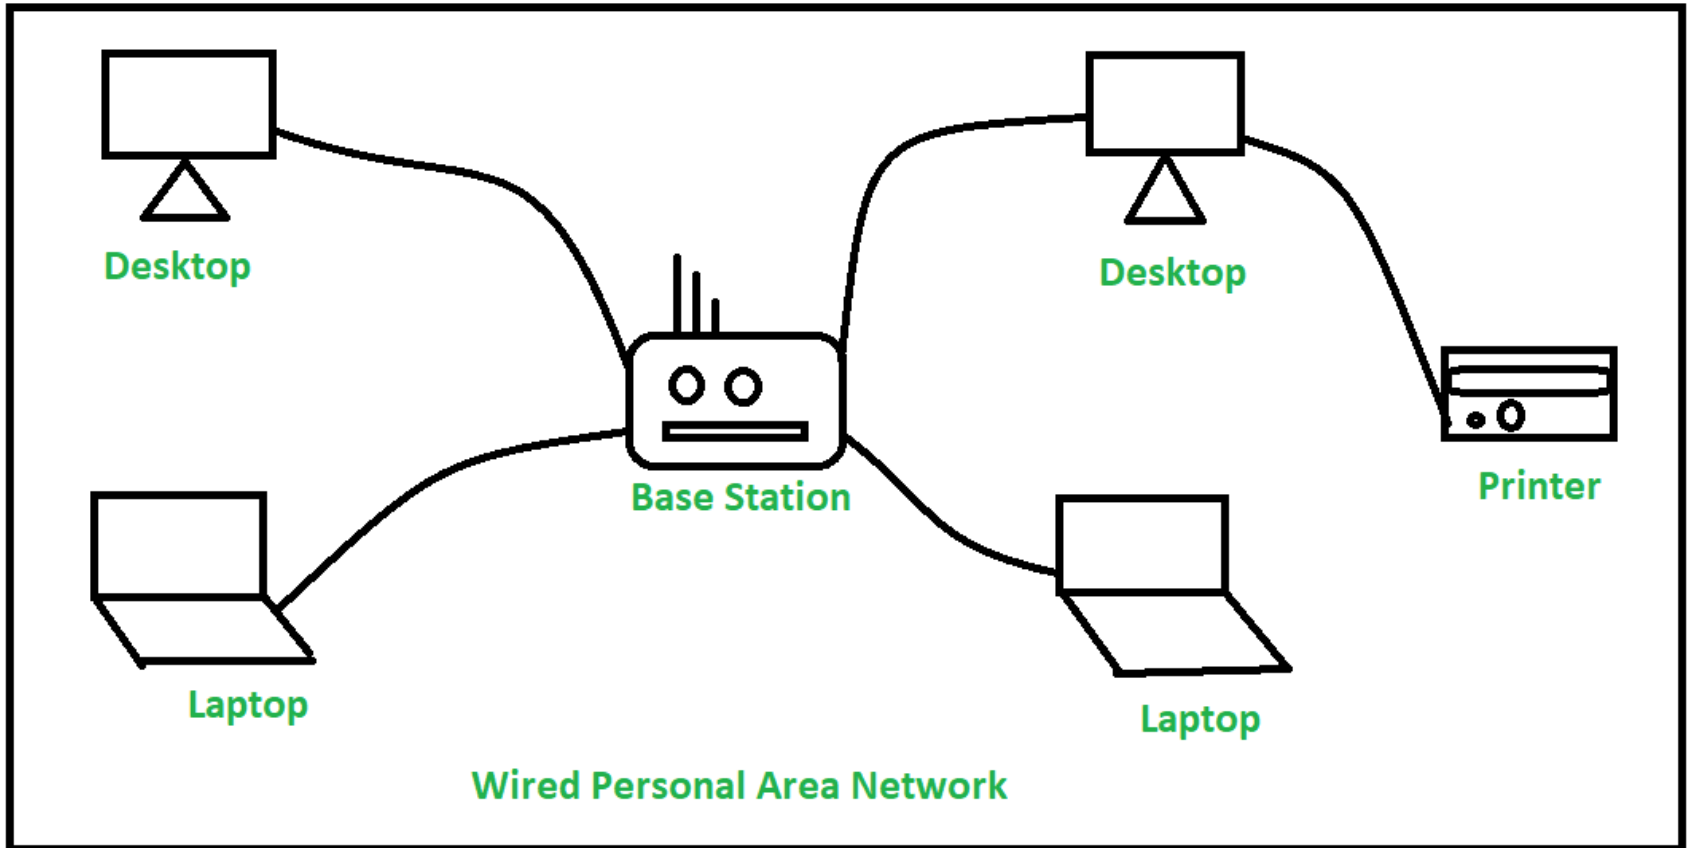 Desktop
Desktop
Base Station
Printer
Laptop
Laptop
Wired Personal Area Network